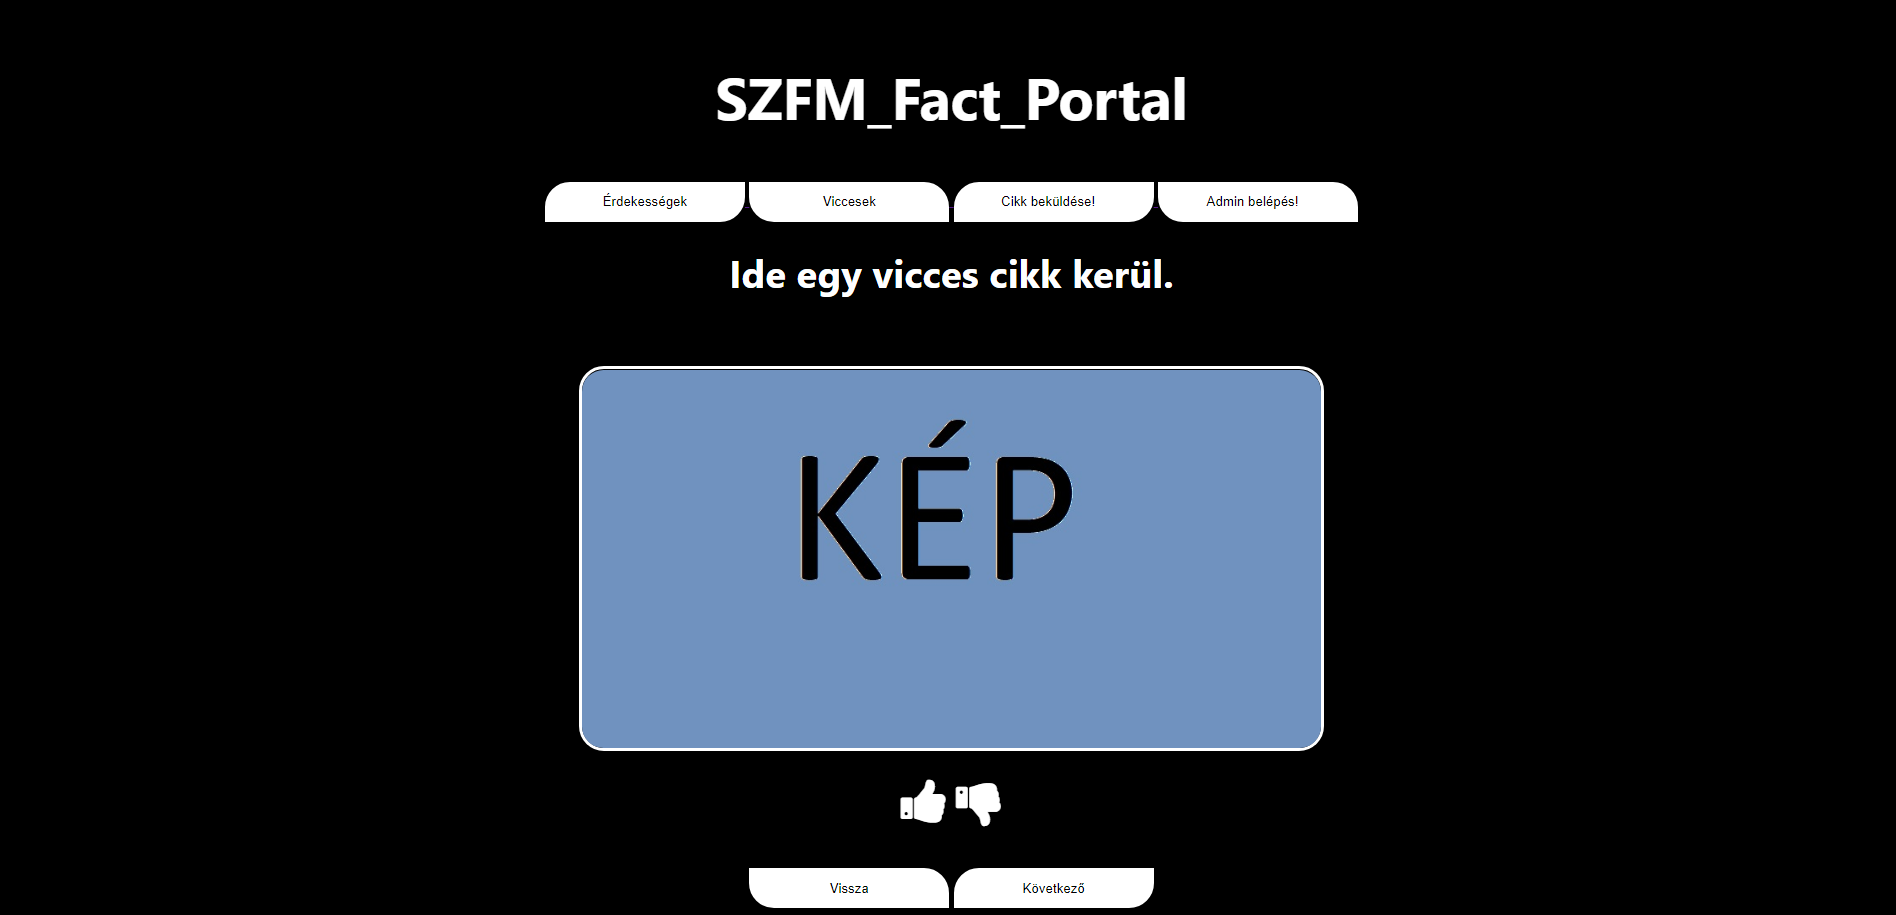 SZFM_Fact_Portal
Érdekességek Viccesek Cikk beküldése! Admin belépés!
Ide egy vicces cikk kerül.
KÉP
Vissza Következő